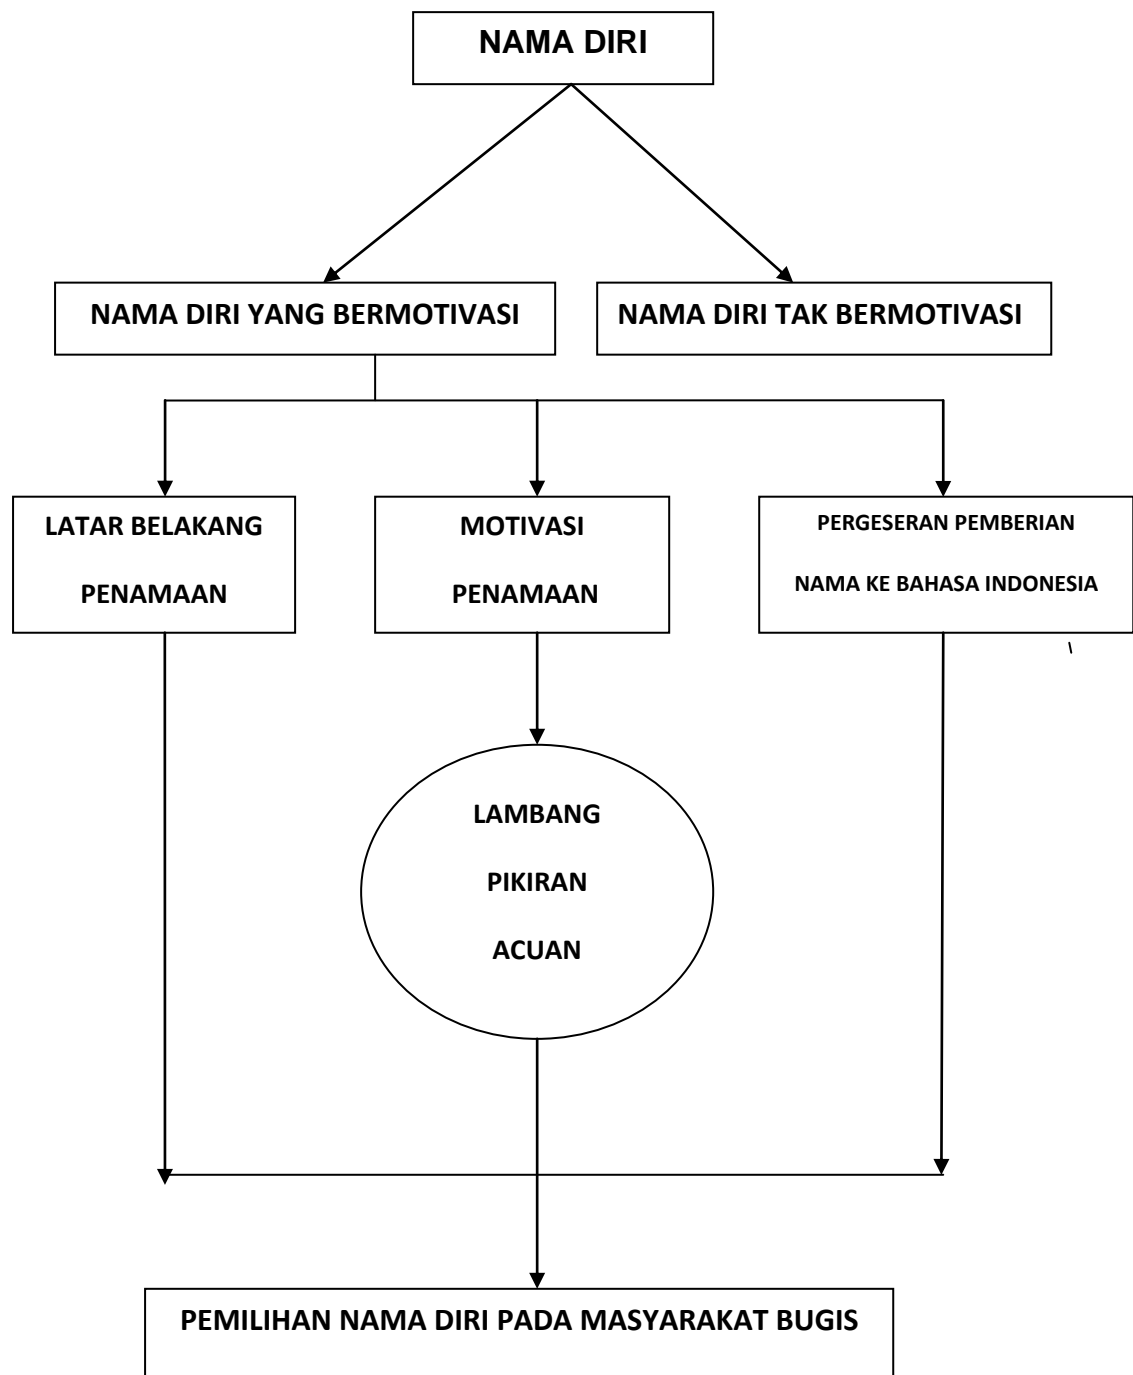 NAMA DIRI
NAMA DIRI YANG BERMOTIVASI
NAMA DIRI TAK BERMOTIVASI
LATAR BELAKANG
PENAMAAN
MOTIVASI
PENAMAAN
PERGESERAN PEMBERIAN
NAMA KE BAHASA INDONESIA
\
LAMBANG
PIKIRAN
ACUAN
PEMILIHAN NAMA DIRI PADA MASYARAKAT BUGIS